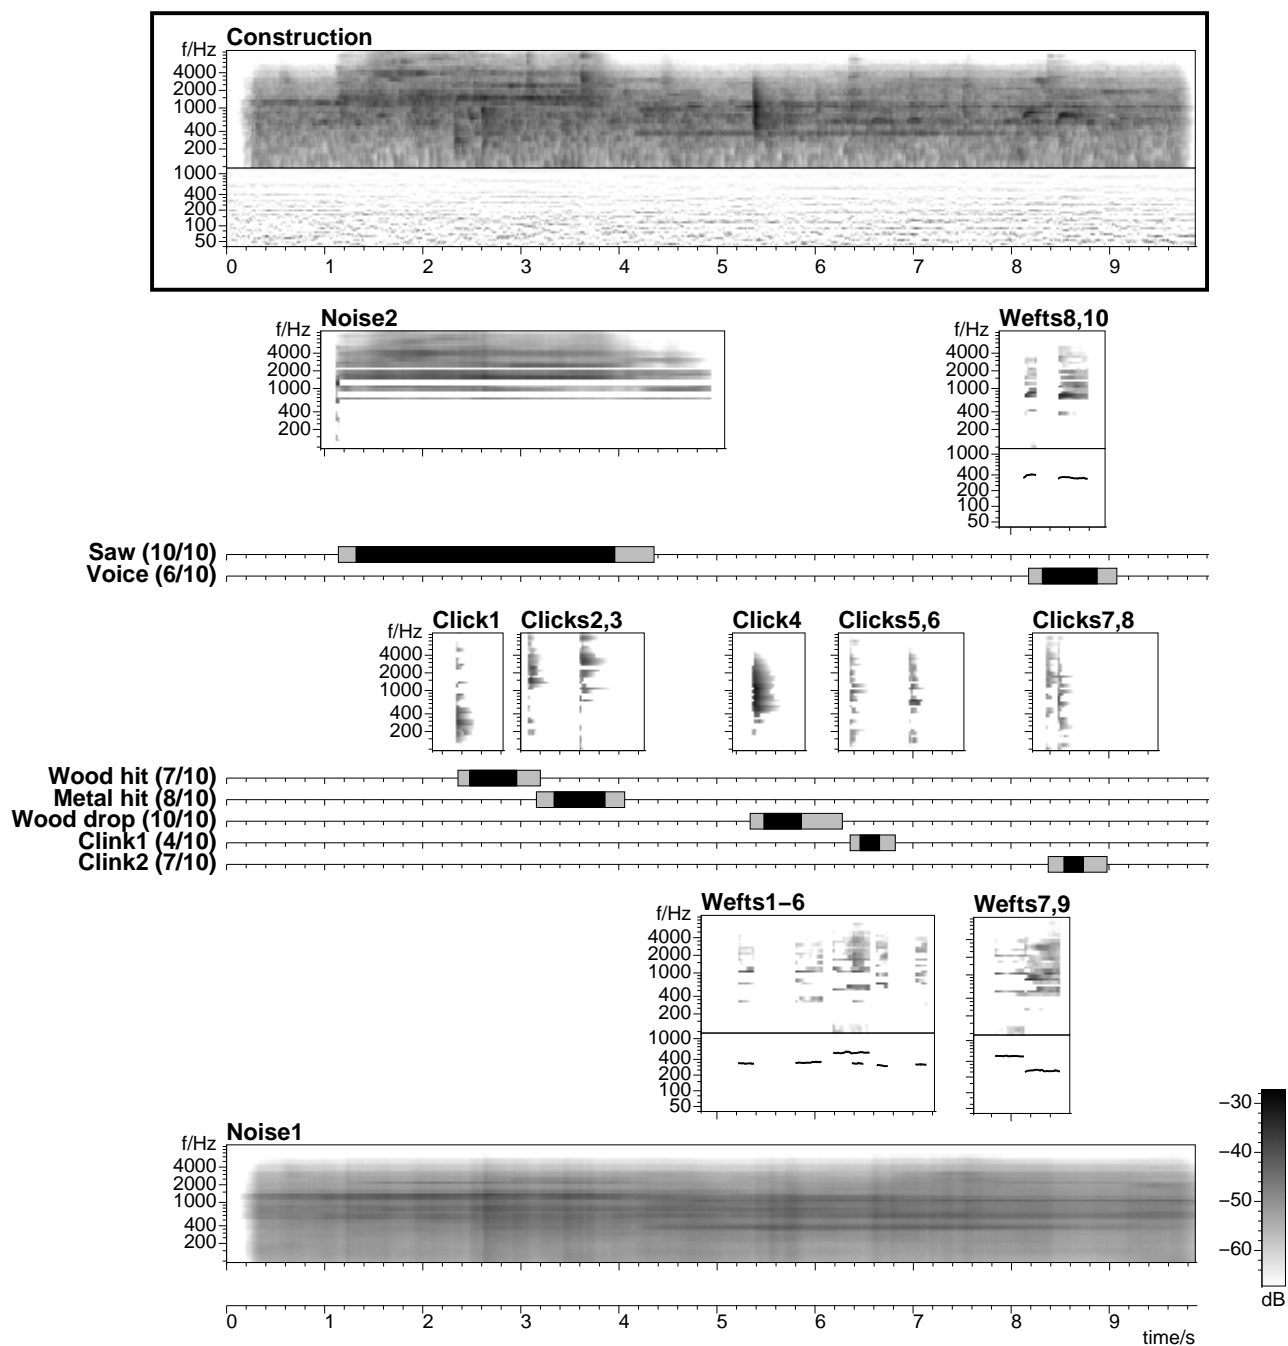 Construction
f/Hz
4000
2000
1000
400
200
1000
400
200
100
50
0 1 2 3 4 5 6 7 8 9
Noise2 Wefts8,10
f/Hz f/Hz
4000 4000
2000 2000
1000 1000
400 400
200 200
1000
400
200
100
50
Saw (10/10)
Voice (6/10)
Click1 Clicks2,3 Click4 Clicks5,6 Clicks7,8
f/Hz
4000
2000
1000
400
200
Wood hit (7/10)
Metal hit (8/10)
Wood drop (10/10)
Clink1 (4/10)
Clink2 (7/10)
Wefts1−6 Wefts7,9
f/Hz
4000
2000
1000
400
200
1000
400
200
100
50
−30
−40
−50
−60
dB
Noise1
f/Hz
4000
2000
1000
400
200
0 1 2 3 4 5 6 7 8 9
time/s